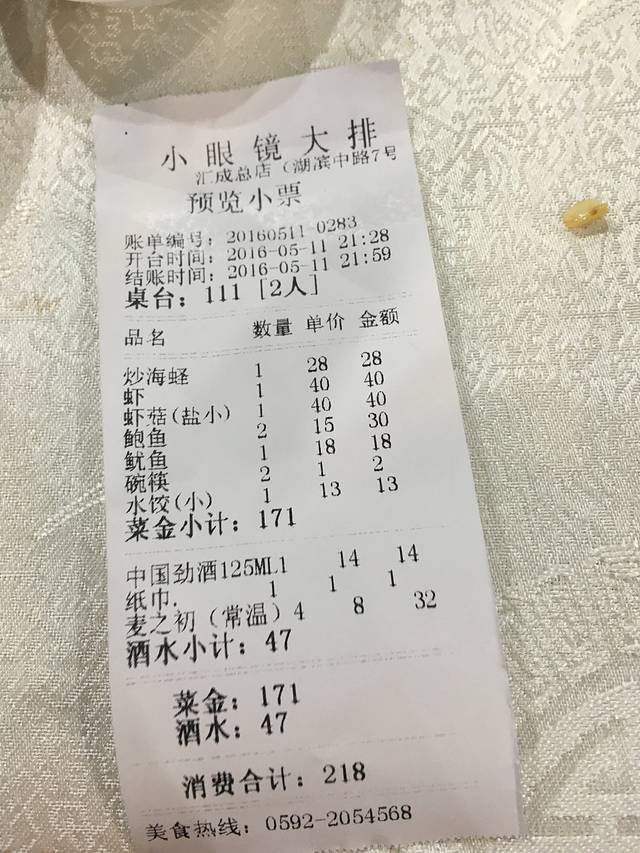 小眼镜大排
汇成总店（湖滨中路7号
预览小票
账单编号：20160511-0283
开台时间：2016-05-11 21:28
结账时间：2016-05-11 21:59
桌台：111 [2人]
品名 数量 单价 金额
炒海蛏 1 28 28
虾 1 40 40
虾菇(盐小) 1 40 40
鲍鱼 2 15 30
鱿鱼 1 18 18
碗筷 2 1 2
水饺(小) 1 13 13
菜金小计：171
中国劲酒125ML1 14 14
纸巾. 1 1 1
麦之初（常温）4 8 32
酒水小计：47
菜金：171
酒水：47
消费合计：218
美食热线：0592-2054568